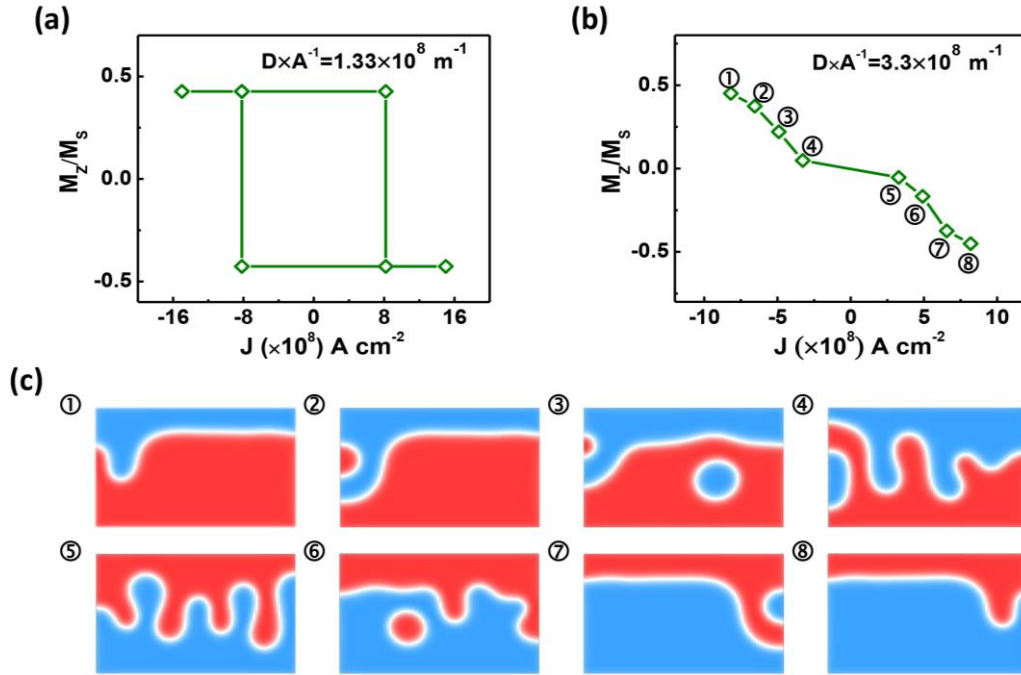 (a)
D×A⁻¹=1.33×10⁸ m⁻¹
M_Z/M_S
0.5
0.0
-0.5
-16 -8 0 8 16
J (×10⁸) A cm⁻²
(b)
D×A⁻¹=3.3×10⁸ m⁻¹
M_Z/M_S
0.5
0.0
-0.5
① ② ③ ④
⑤ ⑥ ⑦ ⑧
-10 -5 0 5 10
J (×10⁸) A cm⁻²
(c)
① ② ③ ④
⑤ ⑥ ⑦ ⑧